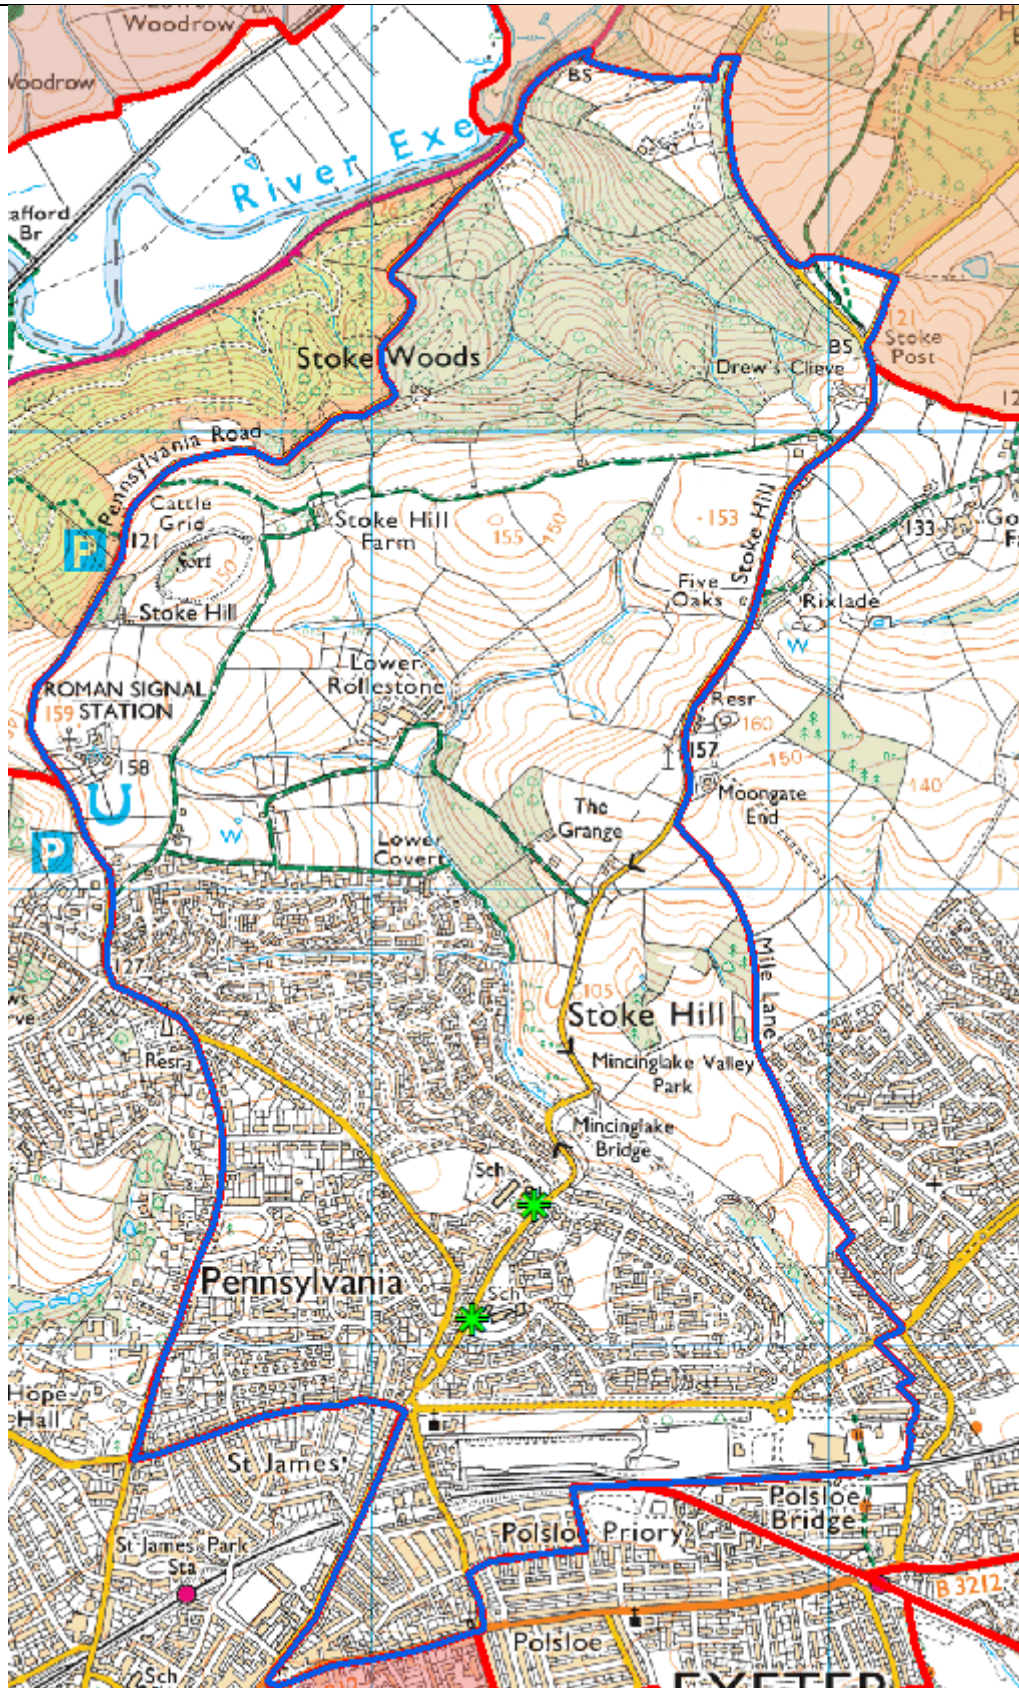 Woodrow
Woodrow
BS
River Exe
afford
Br
21
Stoke
Post
BS
Stoke Woods
Drew's Clieve
12
Pennsylvania Road
Cattle
Grid
Stoke Hill
Farm
155
150
153
Stoke Hill
133
Go
F
P
121
Fort
150
Five
Oaks
Rixlade
Stoke Hill
W
Lower
Rollestone
ROMAN SIGNAL
STATION
159
158
Resr
160
157
150
Moongate
End
140
The
Grange
P
W
Lower
Covert
127
Mile Lane
105
Stoke Hill
Resr
Mincinglake Valley
Park
Mincinglake
Bridge
Sch
Pennsylvania
Sch
Hope
Hall
St James'
Polsloe
Bridge
Polsloe Priory
St James Park
Sta
B 3212
Polsloe
Sch
EXETER